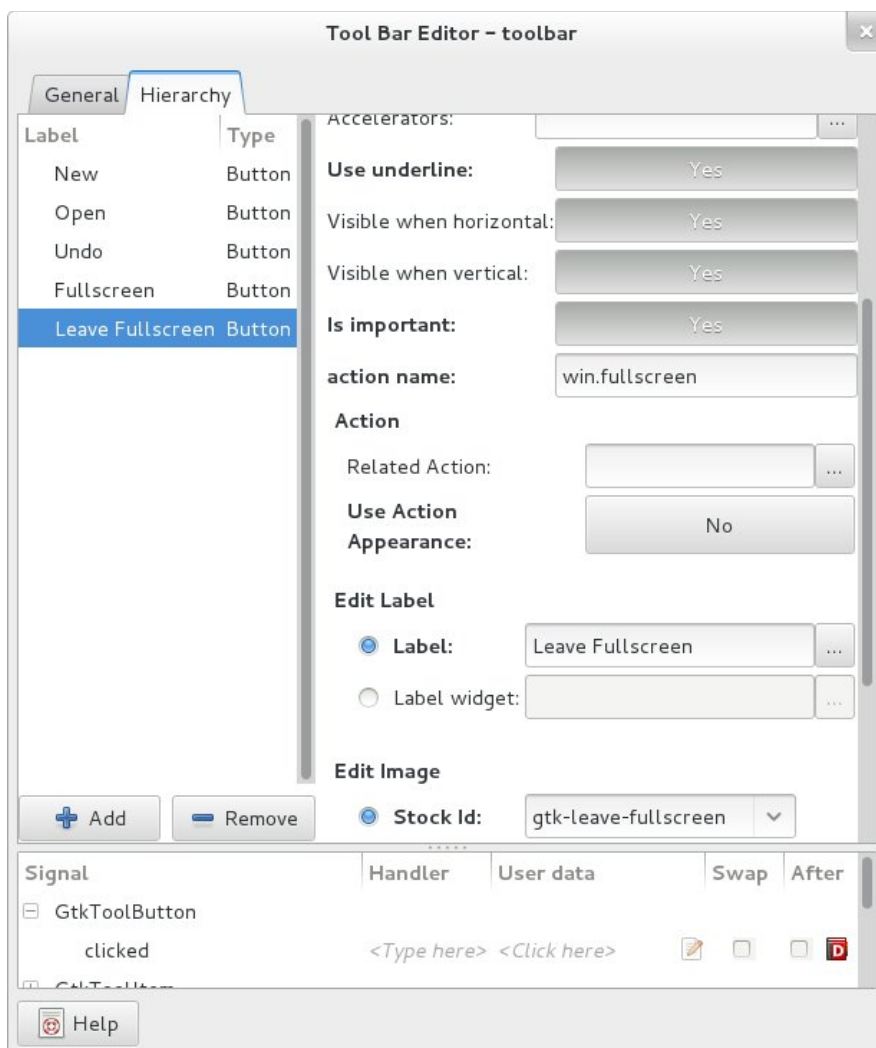 Tool Bar Editor – toolbar
General
Hierarchy
Label Type
New Button
Open Button
Undo Button
Fullscreen Button
Leave Fullscreen Button
Add
Remove
Accelerators: ...
Use underline: Yes
Visible when horizontal: Yes
Visible when vertical: Yes
Is important: Yes
action name: win.fullscreen
Action
Related Action: ...
Use Action
Appearance: No
Edit Label
Label: Leave Fullscreen ...
Label widget: ...
Edit Image
Stock Id: gtk-leave-fullscreen
Signal Handler User data Swap After
GtkToolButton
clicked <Type here> <Click here> D
GtkToolItem
Help